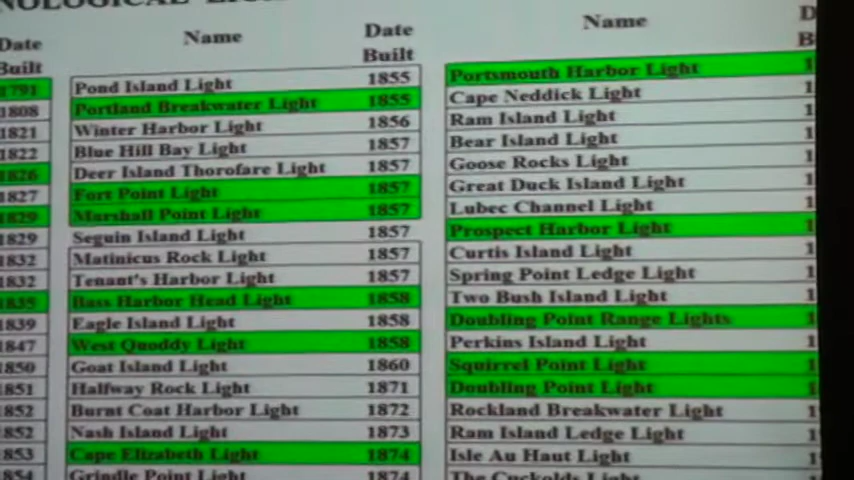 Date Name Date Name
Built Built
1791 Pond Island Light 1855 Portsmouth Harbor Light
1808 Portland Breakwater Light 1855 Cape Neddick Light
1821 Winter Harbor Light 1856 Ram Island Light
1822 Blue Hill Bay Light 1857 Bear Island Light
1826 Deer Island Thorofare Light 1857 Goose Rocks Light
1827 Fort Point Light 1857 Great Duck Island Light
1829 Marshall Point Light 1857 Lubec Channel Light
1829 Seguin Island Light 1857 Prospect Harbor Light
1832 Matinicus Rock Light 1857 Curtis Island Light
1832 Tenant's Harbor Light 1857 Spring Point Ledge Light
1835 Bass Harbor Head Light 1858 Two Bush Island Light
1839 Eagle Island Light 1858 Doubling Point Range Lights
1847 West Quoddy Light 1858 Perkins Island Light
1850 Goat Island Light 1860 Squirrel Point Light
1851 Halfway Rock Light 1871 Doubling Point Light
1852 Burnt Coat Harbor Light 1872 Rockland Breakwater Light
1852 Nash Island Light 1873 Ram Island Ledge Light
1853 Cape Elizabeth Light 1874 Isle Au Haut Light
1854 Grindle Point Light 1874 The Cuckolds Light